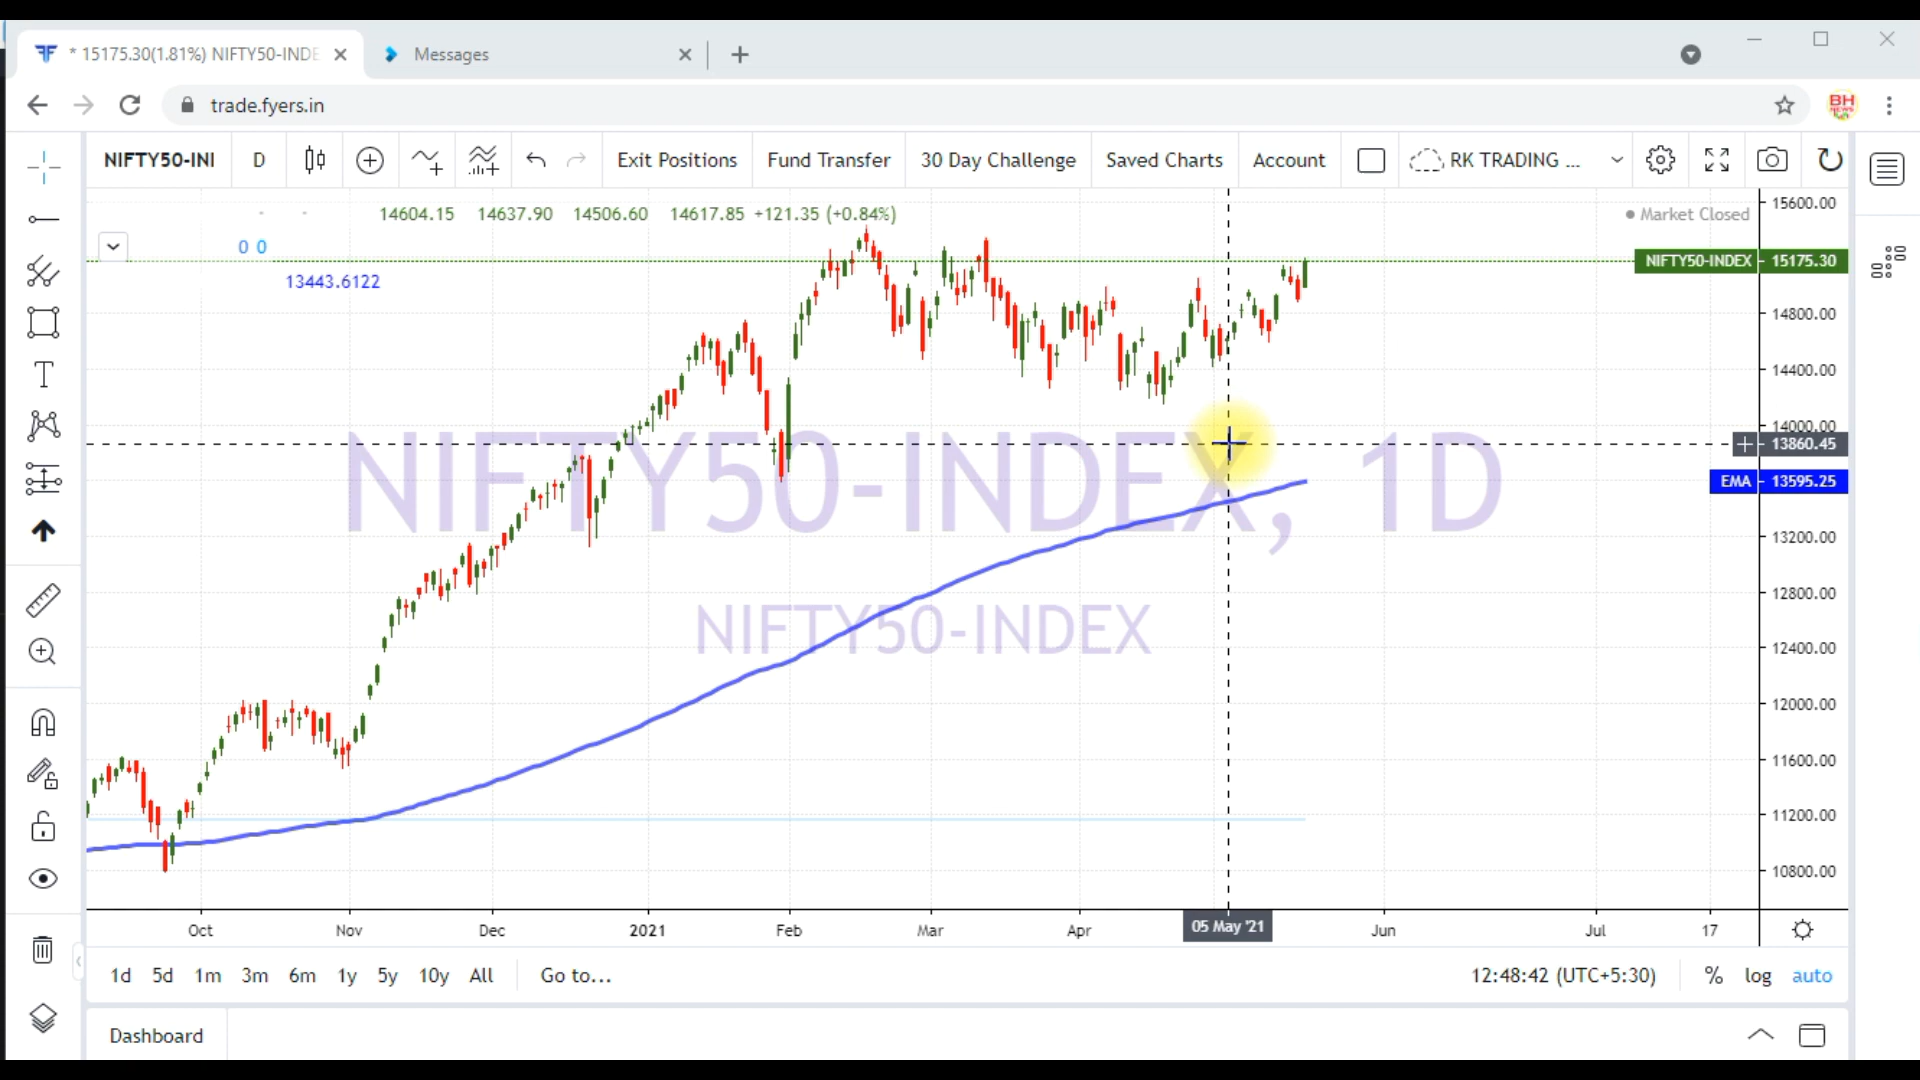 * 15175.30(1.81%) NIFTY50-INDE
Messages
trade.fyers.in
BH
NEWS
NIFTY50-INI D Exit Positions Fund Transfer 30 Day Challenge Saved Charts Account RK TRADING ...
14604.15 14637.90 14506.60 14617.85 +121.35 (+0.84%)
Market Closed
15600.00
0 0
NIFTY50-INDEX 15175.30
13443.6122
14800.00
14400.00
14000.00
13860.45
NIFTY50-INDEX, 1D
EMA 13595.25
13200.00
12800.00
NIFTY50-INDEX
12400.00
12000.00
11600.00
11200.00
10800.00
Oct Nov Dec 2021 Feb Mar Apr 05 May '21 Jun Jul 17
1d 5d 1m 3m 6m 1y 5y 10y All Go to... 12:48:42 (UTC+5:30) % log auto
Dashboard